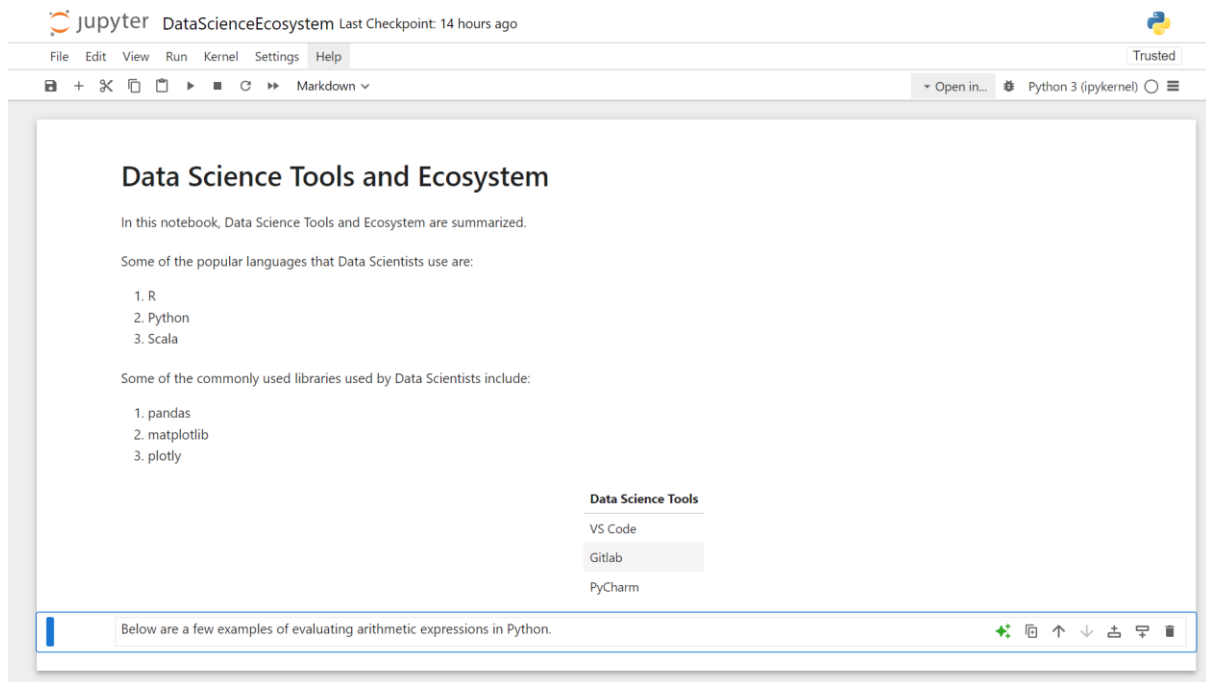 jupyter DataScienceEcosystem Last Checkpoint: 14 hours ago
File Edit View Run Kernel Settings Help Trusted
Markdown Open in... Python 3 (ipykernel)
Data Science Tools and Ecosystem
In this notebook, Data Science Tools and Ecosystem are summarized.
Some of the popular languages that Data Scientists use are:
1. R
2. Python
3. Scala
Some of the commonly used libraries used by Data Scientists include:
1. pandas
2. matplotlib
3. plotly
Data Science Tools
VS Code
Gitlab
PyCharm
Below are a few examples of evaluating arithmetic expressions in Python.